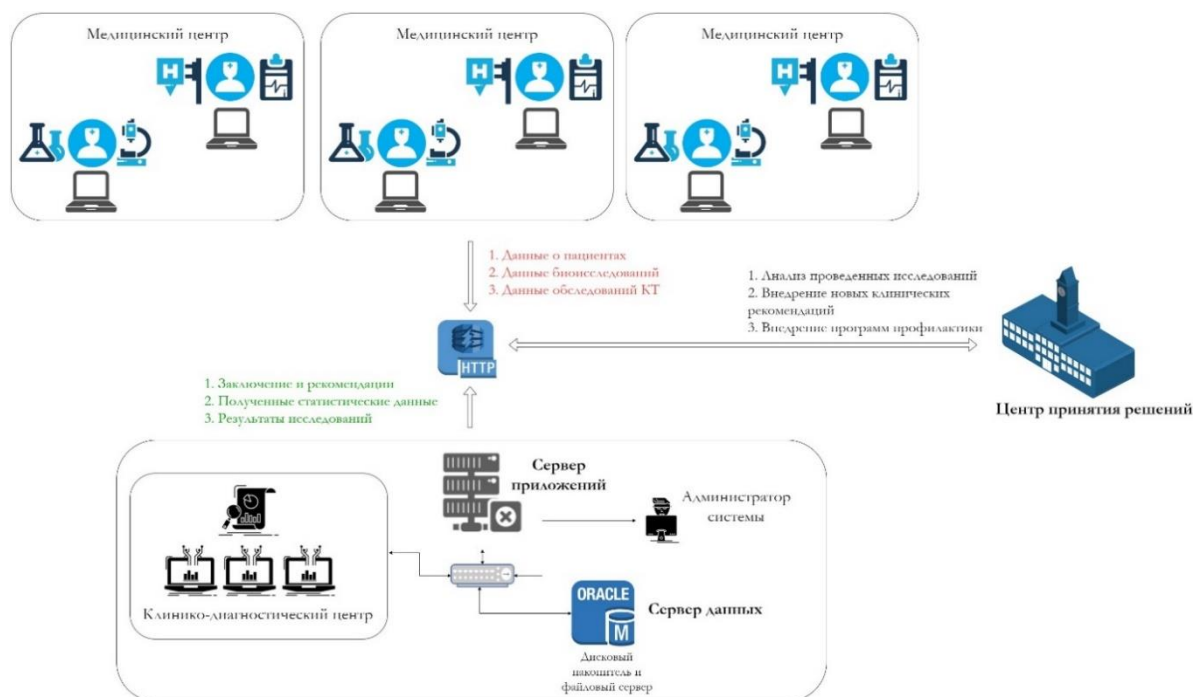 Медицинский центр
Медицинский центр
Медицинский центр
H
H
H
1. Данные о пациентах
2. Данные биоисследований
3. Данные обследований КТ
1. Анализ проведенных исследований
2. Внедрение новых клинических
рекомендаций
3. Внедрение программ профилактики
HTTP
1. Заключение и рекомендации
2. Полученные статистические данные
3. Результаты исследований
Центр принятия решений
Сервер
приложений
Администратор
системы
Клинико-диагностический центр
ORACLE
M
Сервер данных
Дисковый
накопитель и
файловый сервер